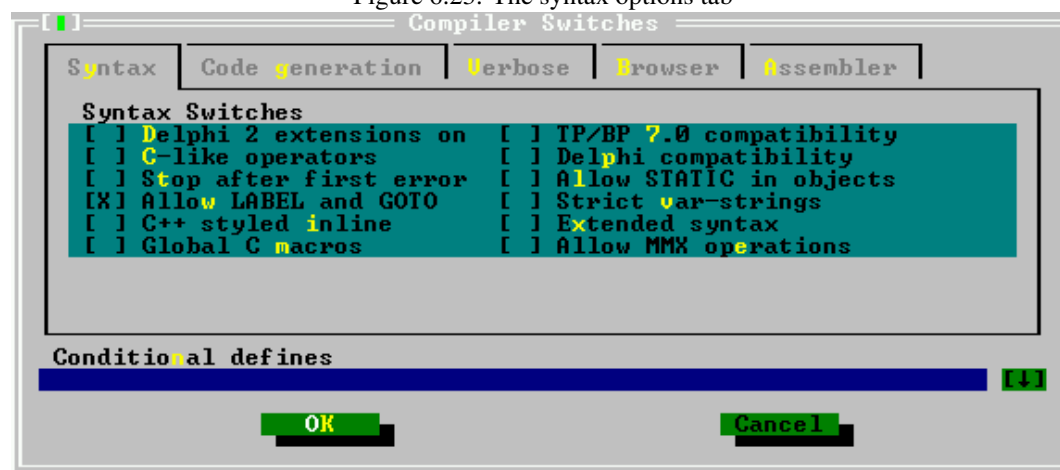 Figure 6.23: The syntax options tab
[▮] Compiler Switches
Syntax Code generation Verbose Browser Assembler
Syntax Switches
[ ] Delphi 2 extensions on [ ] TP/BP 7.0 compatibility
[ ] C-like operators [ ] Delphi compatibility
[ ] Stop after first error [ ] Allow STATIC in objects
[X] Allow LABEL and GOTO [ ] Strict var-strings
[ ] C++ styled inline [ ] Extended syntax
[ ] Global C macros [ ] Allow MMX operations
Conditional defines
[↓]
OK Cancel